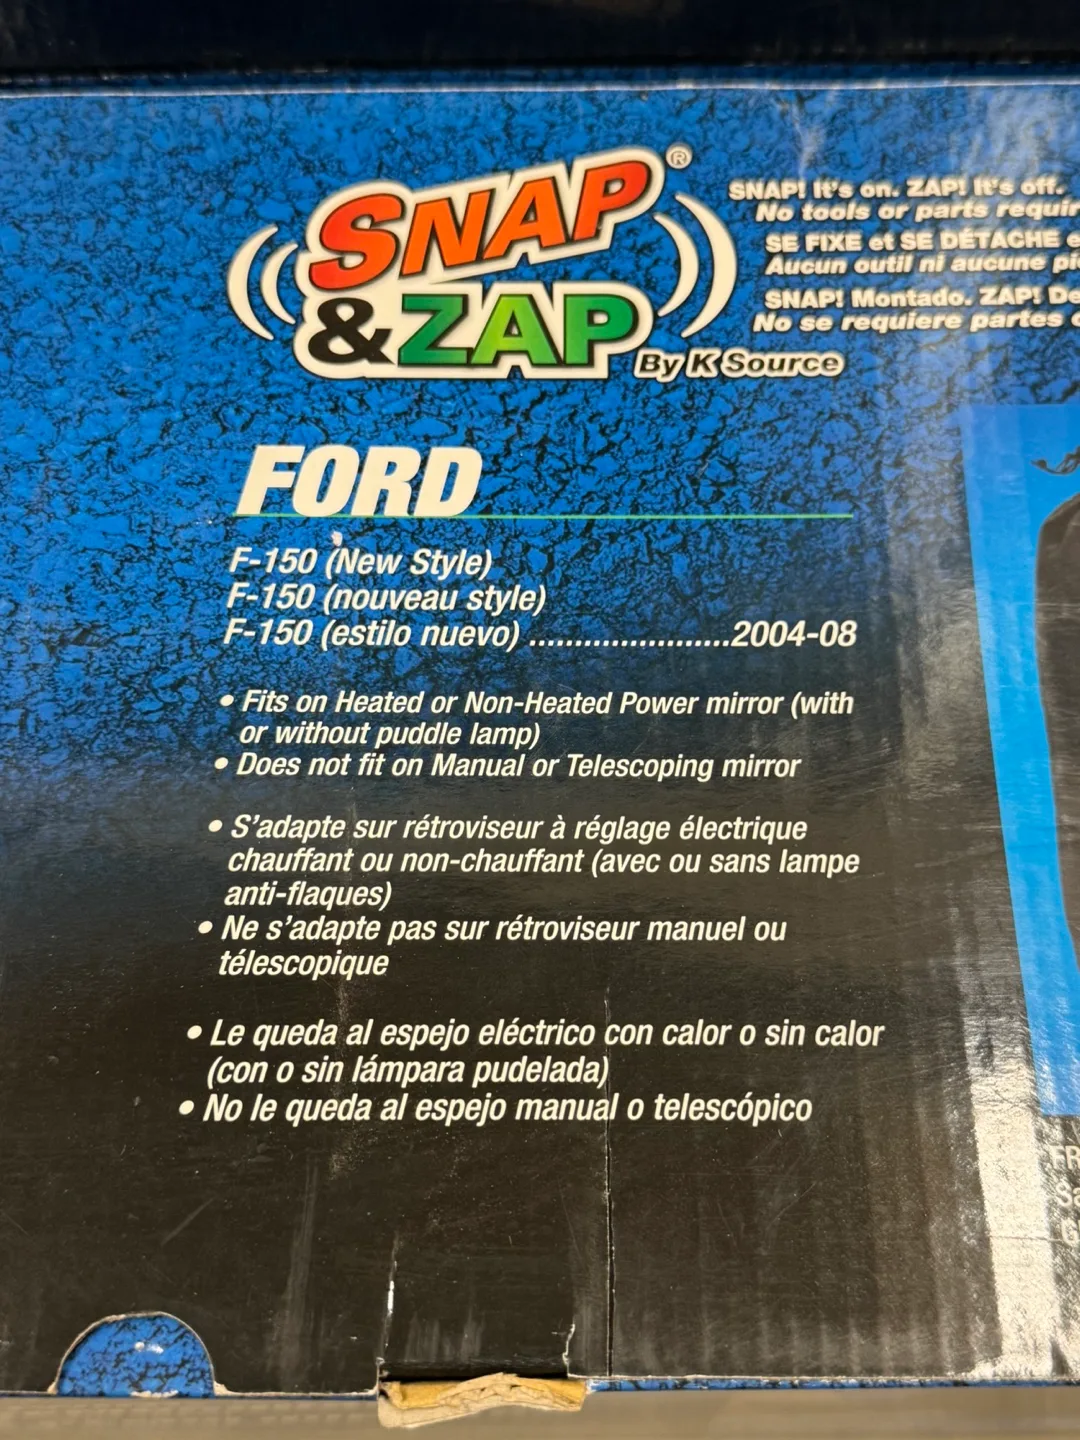 SNAP ®
& ZAP
By K Source
SNAP! It's on. ZAP! It's off.
No tools or parts requir
SE FIXE et SE DÉTACHE e
Aucun outil ni aucune
SNAP! Montado. ZAP! De
No se requiere partes
FORD
F-150 (New Style)
F-150 (nouveau style)
F-150 (estilo nuevo) ......................2004-08
• Fits on Heated or Non-Heated Power mirror (with
or without puddle lamp)
• Does not fit on Manual or Telescoping mirror
• S'adapte sur rétroviseur à réglage électrique
chauffant ou non-chauffant (avec ou sans lampe
anti-flaques)
• Ne s'adapte pas sur rétroviseur manuel ou
télescopique
• Le queda al espejo eléctrico con calor o sin calor
(con o sin lámpara pudelada)
• No le queda al espejo manual o telescópico